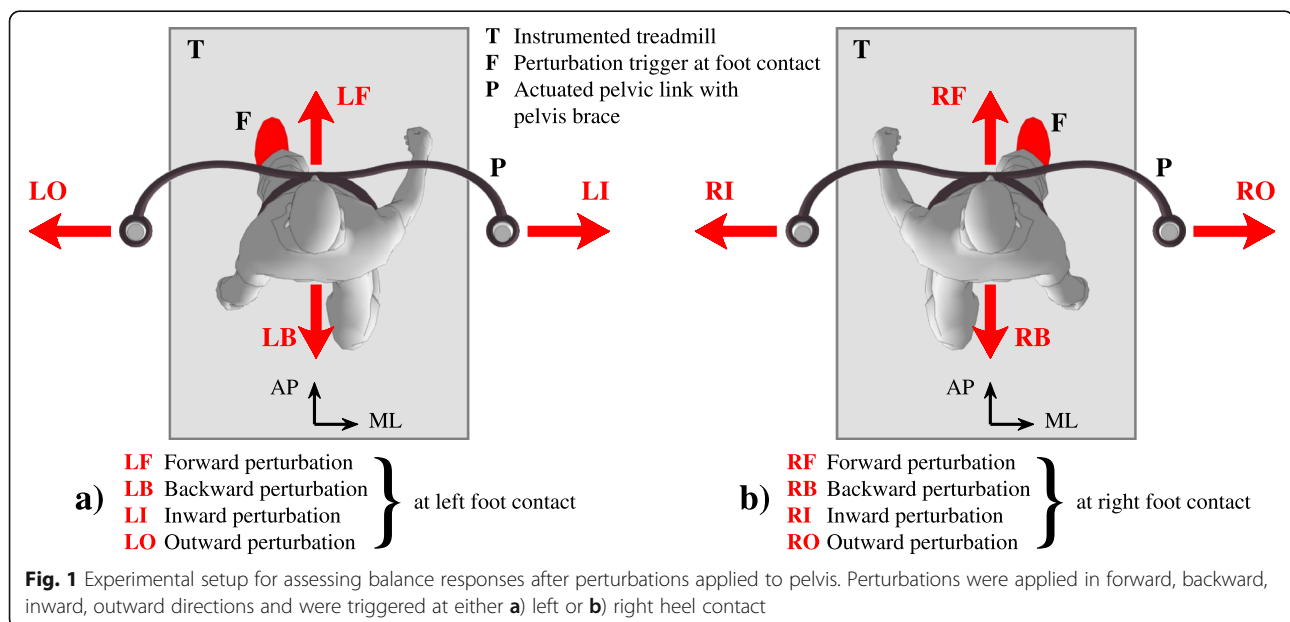 T
T Instrumented treadmill
F Perturbation trigger at foot contact
P Actuated pelvic link with
pelvis brace
LF
F
P
LO
LI
LB
AP
ML
T
RF
F
P
RI
RO
RB
AP
ML
a)
LF Forward perturbation
LB Backward perturbation
LI Inward perturbation
LO Outward perturbation
at left foot contact
b)
RF Forward perturbation
RB Backward perturbation
RI Inward perturbation
RO Outward perturbation
at right foot contact
Fig. 1 Experimental setup for assessing balance responses after perturbations applied to pelvis. Perturbations were applied in forward, backward,
inward, outward directions and were triggered at either a) left or b) right heel contact